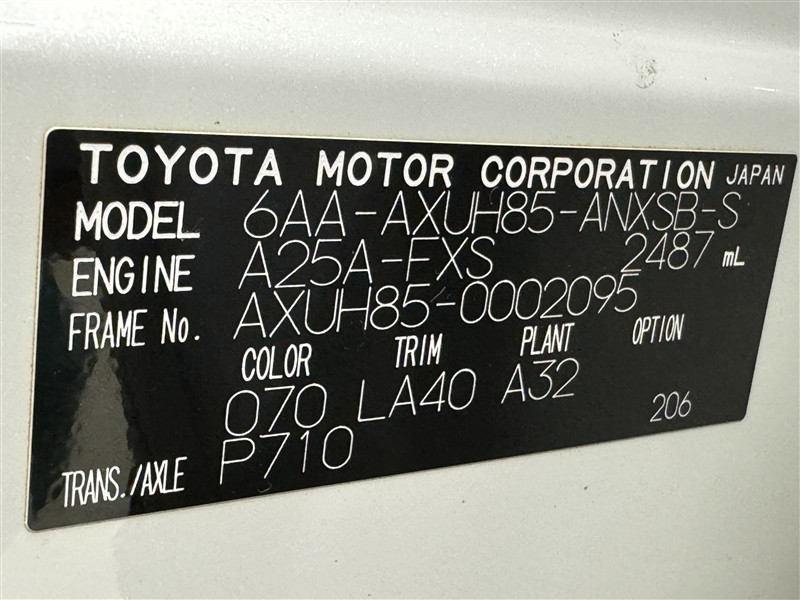 TOYOTA MOTOR CORPORATION JAPAN
MODEL 6AA-AXUH85-ANXSB-S
ENGINE A25A-FXS 2487 mL
FRAME No. AXUH85-0002095
COLOR TRIM PLANT OPTION
070 LA40 A32 206
TRANS./AXLE P710